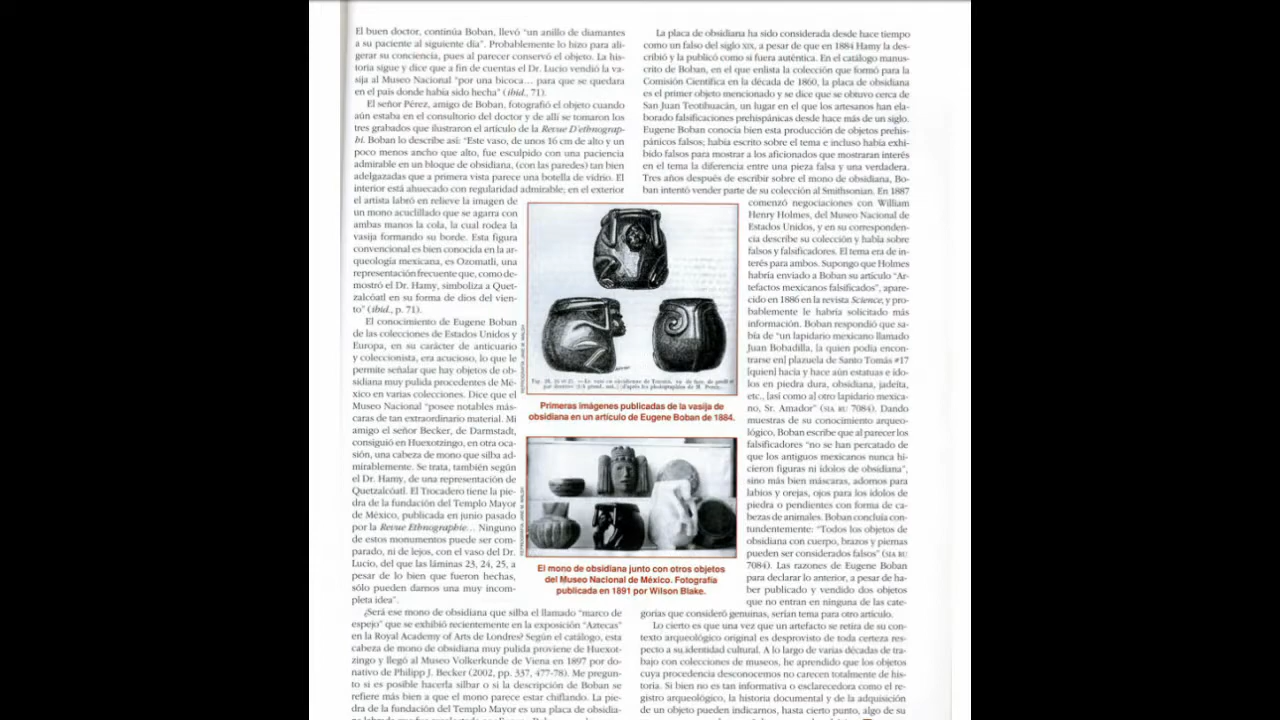 El buen doctor, continúa Boban, llevó "un anillo de diamantes
a su paciente al siguiente día". Probablemente lo hizo para ali-
gerar su conciencia, pues al parecer conservó el objeto. La his-
toria sigue y dice que a fin de cuentas el Dr. Lucio vendió la va-
sija al Museo Nacional "por una bicoca... para que se quedara
en el país donde había sido hecha" (ibid., 71).
El señor Pérez, amigo de Boban, fotografió el objeto cuando
aún estaba en el consultorio del doctor y de allí se tomaron los
tres grabados que ilustraron el artículo de la Revue D'ethnograp-
hi. Boban lo describe así: "Este vaso, de unos 16 cm de alto y un
poco menos ancho que alto, fue esculpido con una paciencia
admirable en un bloque de obsidiana, (con las paredes) tan bien
adelgazadas que a primera vista parece una botella de vidrio. El
interior está ahuecado con regularidad admirable; en el exterior
el artista labró en relieve la imagen de
un mono acuclillado que se agarra con
ambas manos la cola, la cual rodea la
vasija formando su borde. Esta figura
convencional es bien conocida en la ar-
queología mexicana, es Ozomatli, una
representación frecuente que, como de-
mostró el Dr. Hamy, simboliza a Quet-
zalcóatl en su forma de dios del vien-
to" (ibid., p. 71).
El conocimiento de Eugene Boban
de las colecciones de Estados Unidos y
Europa, en su carácter de anticuario
y coleccionista, era acucioso, lo que le
permite señalar que hay objetos de ob-
sidiana muy pulida procedentes de Mé-
xico en varias colecciones. Dice que el
Museo Nacional "posee notables más-
caras de tan extraordinario material. Mi
amigo el señor Becker, de Darmstadt,
consiguió en Huexotzingo, en otra oca-
sión, una cabeza de mono que silba ad-
mirablemente. Se trata, también según
el Dr. Hamy, de una representación de
Quetzalcóatl. El Trocadero tiene la pie-
dra de la fundación del Templo Mayor
de México, publicada en junio pasado
por la Revue Ethnographie... Ninguno
de estos monumentos puede ser com-
parado, ni de lejos, con el vaso del Dr.
Lucio, del que las láminas 23, 24, 25, a
pesar de lo bien que fueron hechas,
sólo pueden darnos una muy incom-
pleta idea".
¿Será ese mono de obsidiana que silba el llamado "marco de
espejo" que se exhibió recientemente en la exposición "Aztecas"
en la Royal Academy of Arts de Londres? Según el catálogo, esta
cabeza de mono de obsidiana muy pulida proviene de Huexot-
zingo y llegó al Museo Volkerkunde de Viena en 1897 por do-
nativo de Philipp J. Becker (2002, pp. 337, 477-78). Me pregun-
to si es posible hacerla silbar o si la descripción de Boban se
refiere más bien a que el mono parece estar chiflando. La pie-
dra de la fundación del Templo Mayor es una placa de obsidia-
Primeras imágenes publicadas de la vasija de
obsidiana en un artículo de Eugene Boban de 1884.
El mono de obsidiana junto con otros objetos
del Museo Nacional de México. Fotografía
publicada en 1891 por Wilson Blake.
La placa de obsidiana ha sido considerada desde hace tiempo
como un falso del siglo XIX, a pesar de que en 1884 Hamy la des-
cribió y la publicó como si fuera auténtica. En el catálogo manus-
crito de Boban, en el que enlista la colección que formó para la
Comisión Científica en la década de 1860, la placa de obsidiana
es el primer objeto mencionado y se dice que se obtuvo cerca de
San Juan Teotihuacán, un lugar en el que los artesanos han ela-
borado falsificaciones prehispánicas desde hace más de un siglo.
Eugene Boban conocía bien esta producción de objetos prehis-
pánicos falsos; había escrito sobre el tema e incluso había exhi-
bido falsos para mostrar a los aficionados que mostraran interés
en el tema la diferencia entre una pieza falsa y una verdadera.
Tres años después de escribir sobre el mono de obsidiana, Bo-
ban intentó vender parte de su colección al Smithsonian. En 1887
comenzó negociaciones con William
Henry Holmes, del Museo Nacional de
Estados Unidos, y en su corresponden-
cia describe su colección y habla sobre
falsos y falsificadores. El tema era de in-
terés para ambos. Supongo que Holmes
habría enviado a Boban su artículo "Ar-
tefactos mexicanos falsificados", apare-
cido en 1886 en la revista Science, y pro-
bablemente le habría solicitado más
información. Boban respondió que sa-
bía de "un lapidario mexicano llamado
Juan Bobadilla, la quien podía encon-
trarse en] plazuela de Santo Tomás #17
[quien] hacía y hace aún estatuas e ído-
los en piedra dura, obsidiana, jadeíta,
etc., [así como al otro lapidario mexica-
no, Sr. Amador" (SIA RU 7084). Dando
muestras de su conocimiento arqueo-
lógico, Boban escribe que al parecer los
falsificadores "no se han percatado de
que los antiguos mexicanos nunca hi-
cieron figuras ni ídolos de obsidiana",
sino más bien máscaras, adornos para
labios y orejas, ojos para los ídolos de
piedra o pendientes con forma de ca-
bezas de animales. Boban concluía con-
tundentemente: "Todos los objetos de
obsidiana con cuerpo, brazos y piernas
pueden ser considerados falsos" (SIA RU
7084). Las razones de Eugene Boban
para declarar lo anterior, a pesar de ha-
ber publicado y vendido dos objetos
que no entran en ninguna de las cate-
gorías que consideró genuinas, serían tema para otro artículo.
Lo cierto es que una vez que un artefacto se retira de su con-
texto arqueológico original es desprovisto de toda certeza res-
pecto a su identidad cultural. A lo largo de varias décadas de tra-
bajo con colecciones de museos, he aprendido que los objetos
cuya procedencia desconocemos no carecen totalmente de his-
toria. Si bien no es tan informativa o esclarecedora como el re-
gistro arqueológico, la historia documental y de la adquisición
de un objeto pueden indicarnos, hasta cierto punto, algo de su